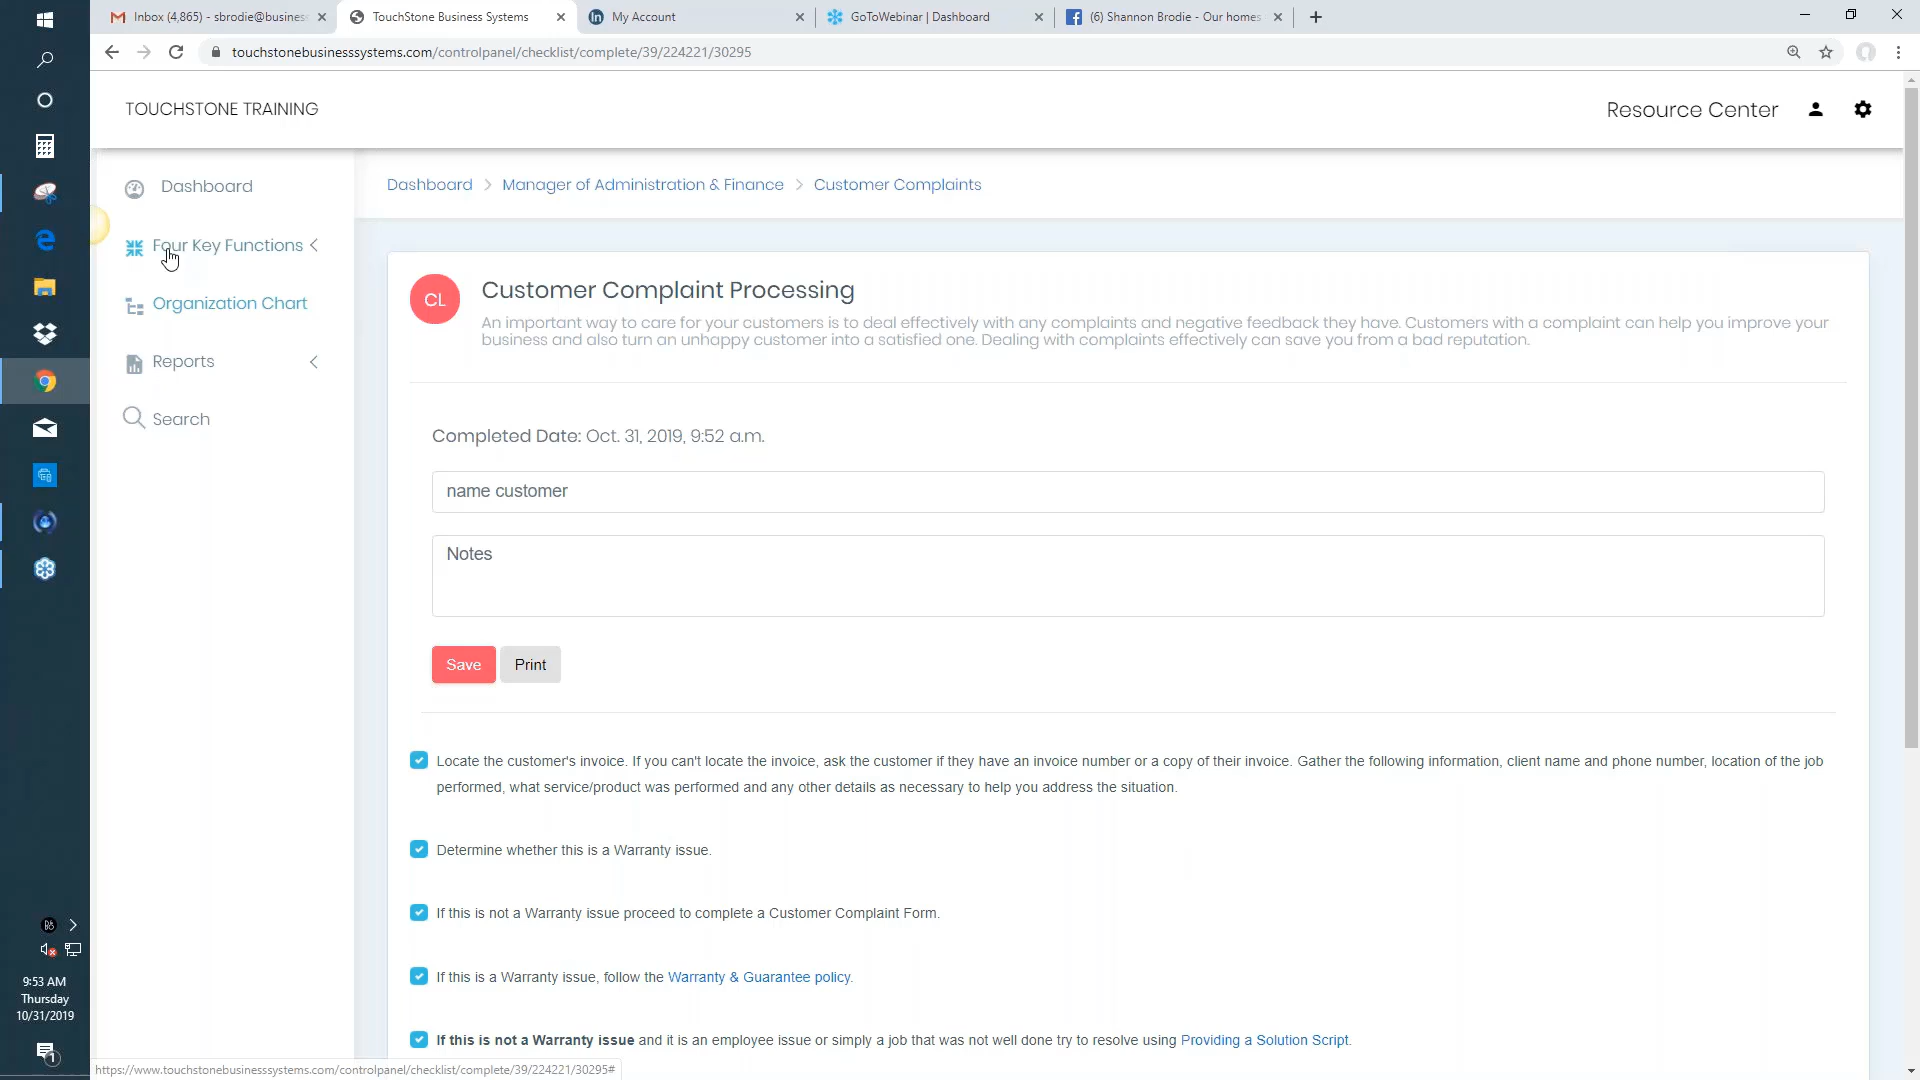 Inbox (4,865) - sbrodie@busines
TouchStone Business Systems
My Account
GoToWebinar | Dashboard
(6) Shannon Brodie - Our homes
touchstonebusinesssystems.com/controlpanel/checklist/complete/39/224221/30295
TOUCHSTONE TRAINING
Resource Center
Dashboard
Four Key Functions
Organization Chart
Reports
Search
Dashboard > Manager of Administration & Finance > Customer Complaints
CL
Customer Complaint Processing
An important way to care for your customers is to deal effectively with any complaints and negative feedback they have. Customers with a complaint can help you improve your
business and also turn an unhappy customer into a satisfied one. Dealing with complaints effectively can save you from a bad reputation.
Completed Date: Oct. 31, 2019, 9:52 a.m.
name customer
Notes
Save
Print
Locate the customer's invoice. If you can't locate the invoice, ask the customer if they have an invoice number or a copy of their invoice. Gather the following information, client name and phone number, location of the job
performed, what service/product was performed and any other details as necessary to help you address the situation.
Determine whether this is a Warranty issue.
If this is not a Warranty issue proceed to complete a Customer Complaint Form.
If this is a Warranty issue, follow the Warranty & Guarantee policy.
If this is not a Warranty issue and it is an employee issue or simply a job that was not well done try to resolve using Providing a Solution Script.
9:53 AM
Thursday
10/31/2019
1
https://www.touchstonebusinesssystems.com/controlpanel/checklist/complete/39/224221/30295#